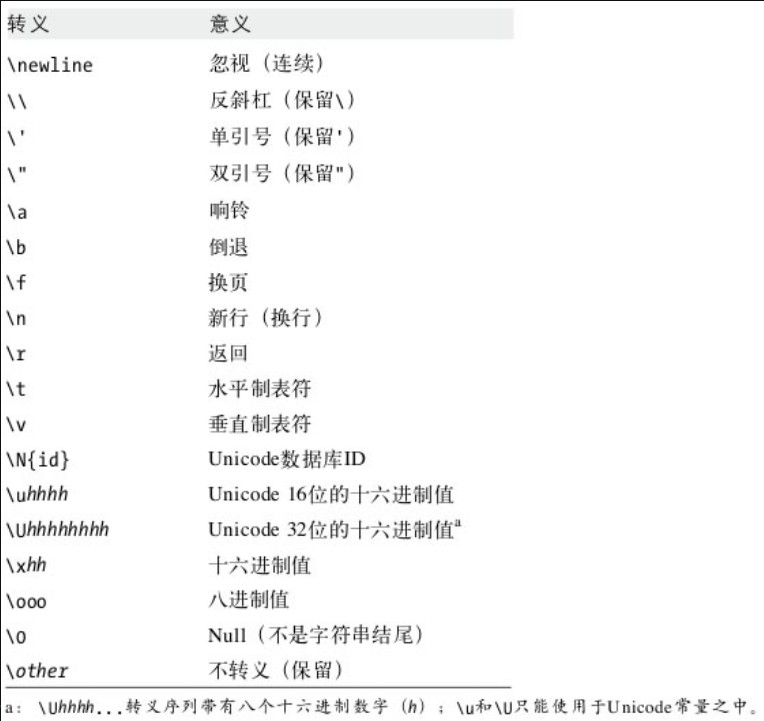 转义 意义
\newline 忽视（连续）
\\ 反斜杠（保留\）
\' 单引号（保留'）
\" 双引号（保留"）
\a 响铃
\b 倒退
\f 换页
\n 新行（换行）
\r 返回
\t 水平制表符
\v 垂直制表符
\N{id} Unicode数据库ID
\uhhhh Unicode 16位的十六进制值
\Uhhhhhhhh Unicode 32位的十六进制值a
\xhh 十六进制值
\ooo 八进制值
\0 Null（不是字符串结尾）
\other 不转义（保留）
a： \Uhhhh...转义序列带有八个十六进制数字（h）；\u和\U只能使用于Unicode常量之中。